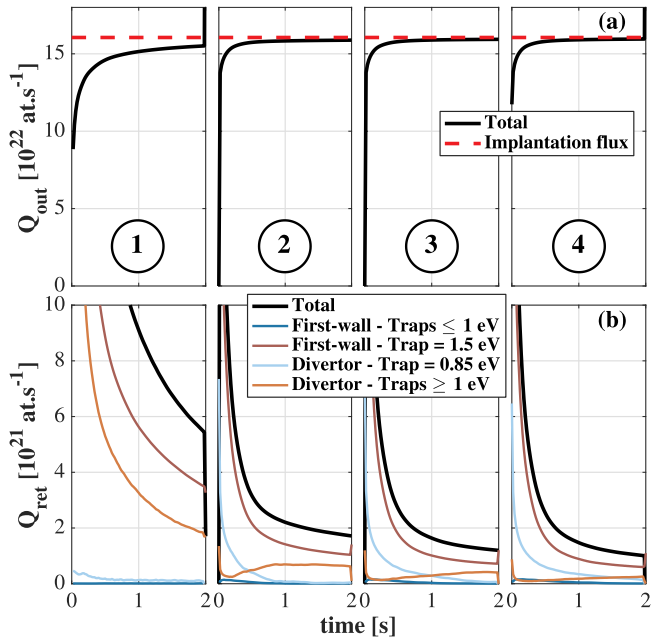 (a)
15
10
5
0
Q_out [10^22 at.s^-1]
Total
Implantation flux
1
2
3
4
(b)
10
8
6
4
2
0
Q_ret [10^21 at.s^-1]
Total
First-wall - Traps ≤ 1 eV
First-wall - Trap = 1.5 eV
Divertor - Trap = 0.85 eV
Divertor - Traps ≥ 1 eV
0 1 2 0 1 2 0 1 2 0 1 2
time [s]